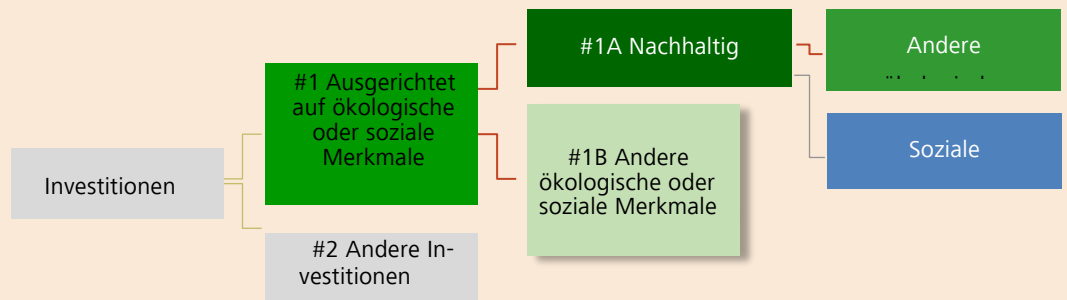 #1A Nachhaltig
Andere
#1 Ausgerichtet
auf ökologische
oder soziale
Merkmale
Soziale
#1B Andere
ökologische oder
soziale Merkmale
Investitionen
#2 Andere In-
vestitionen